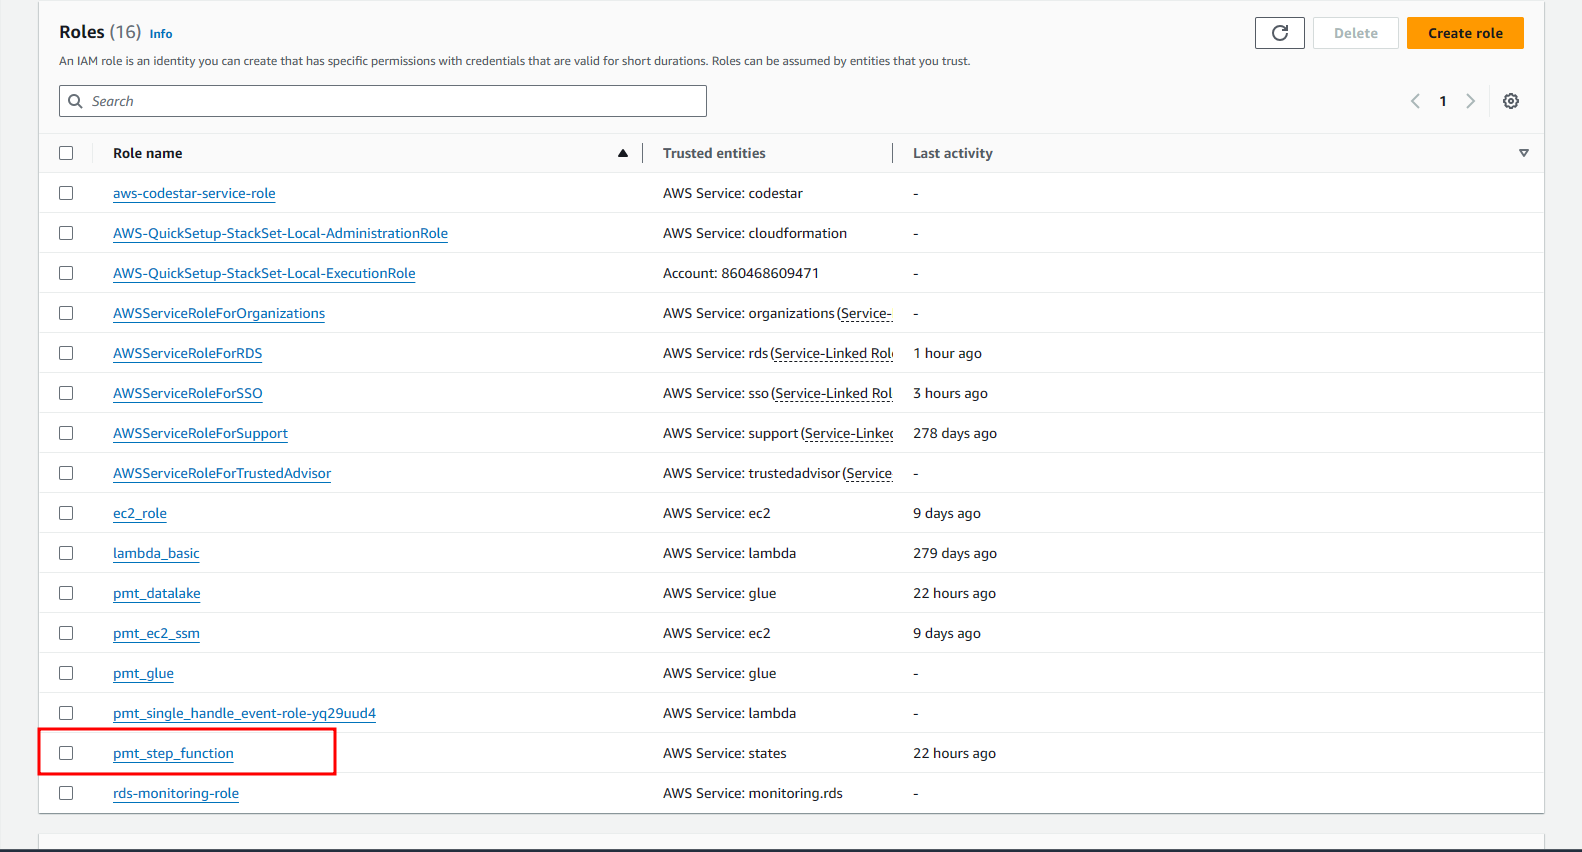 Roles (16) Info
Delete
Create role
An IAM role is an identity you can create that has specific permissions with credentials that are valid for short durations. Roles can be assumed by entities that you trust.
Search
1
Role name Trusted entities Last activity
aws-codestar-service-role AWS Service: codestar -
AWS-QuickSetup-StackSet-Local-AdministrationRole AWS Service: cloudformation -
AWS-QuickSetup-StackSet-Local-ExecutionRole Account: 860468609471 -
AWSServiceRoleForOrganizations AWS Service: organizations (Service- -
AWSServiceRoleForRDS AWS Service: rds (Service-Linked Role 1 hour ago
AWSServiceRoleForSSO AWS Service: sso (Service-Linked Rol 3 hours ago
AWSServiceRoleForSupport AWS Service: support (Service-Linked 278 days ago
AWSServiceRoleForTrustedAdvisor AWS Service: trustedadvisor (Service -
ec2_role AWS Service: ec2 9 days ago
lambda_basic AWS Service: lambda 279 days ago
pmt_datalake AWS Service: glue 22 hours ago
pmt_ec2_ssm AWS Service: ec2 9 days ago
pmt_glue AWS Service: glue -
pmt_single_handle_event-role-yq29uud4 AWS Service: lambda -
pmt_step_function AWS Service: states 22 hours ago
rds-monitoring-role AWS Service: monitoring.rds -